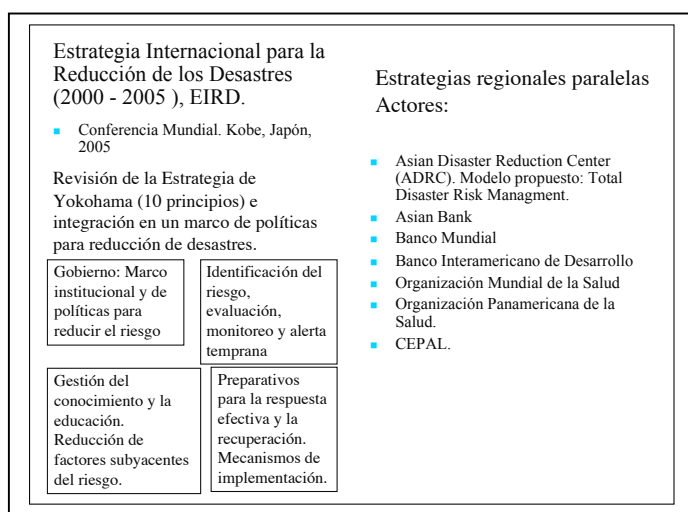 Estrategia Internacional para la
Reducción de los Desastres
(2000 - 2005 ), EIRD.
Conferencia Mundial. Kobe, Japón,
2005
Revisión de la Estrategia de
Yokohama (10 principios) e
integración en un marco de políticas
para reducción de desastres.
Gobierno: Marco
institucional y de
políticas para
reducir el riesgo
Identificación del
riesgo,
evaluación,
monitoreo y alerta
temprana
Gestión del
conocimiento y la
educación.
Reducción de
factores subyacentes
del riesgo.
Preparativos
para la respuesta
efectiva y la
recuperación.
Mecanismos de
implementación.
Estrategias regionales paralelas
Actores:
Asian Disaster Reduction Center
(ADRC). Modelo propuesto: Total
Disaster Risk Managment.
Asian Bank
Banco Mundial
Banco Interamericano de Desarrollo
Organización Mundial de la Salud
Organización Panamericana de la
Salud.
CEPAL.